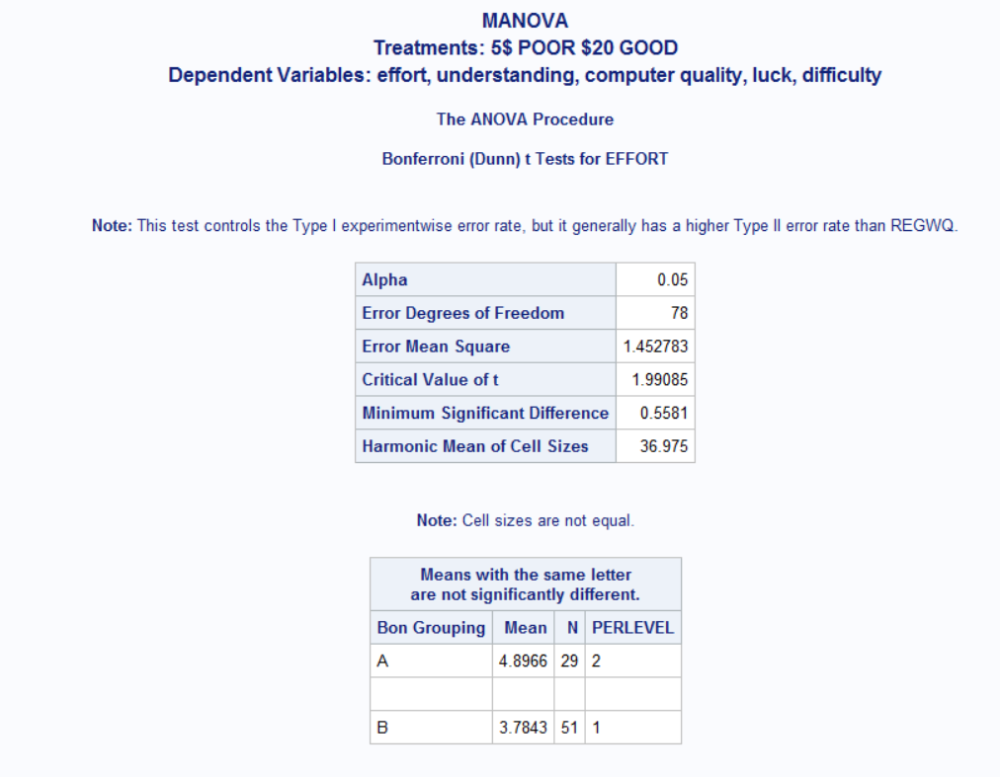 MANOVA
Treatments: 5$ POOR $20 GOOD
Dependent Variables: effort, understanding, computer quality, luck, difficulty
The ANOVA Procedure
Bonferroni (Dunn) t Tests for EFFORT
Note: This test controls the Type I experimentwise error rate, but it generally has a higher Type II error rate than REGWQ.
Alpha 0.05
Error Degrees of Freedom 78
Error Mean Square 1.452783
Critical Value of t 1.99085
Minimum Significant Difference 0.5581
Harmonic Mean of Cell Sizes 36.975
Note: Cell sizes are not equal.
Means with the same letter
are not significantly different.
Bon Grouping Mean N PERLEVEL
A 4.8966 29 2
B 3.7843 51 1